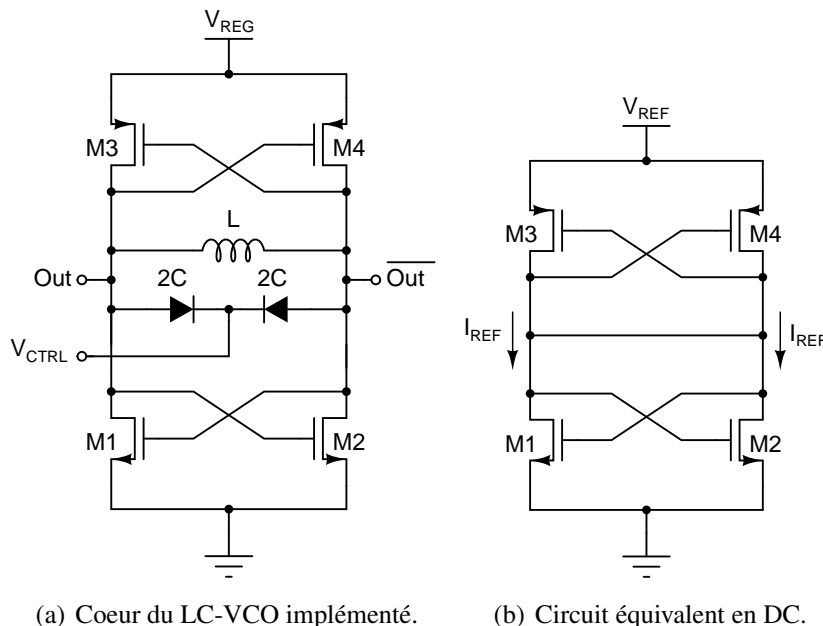 V_REG
M3
M4
L
Out
2C
2C
Out
V_CTRL
M1
M2
(a) Coeur du LC-VCO implémenté.
V_REF
M3
M4
I_REF
I_REF
M1
M2
(b) Circuit équivalent en DC.